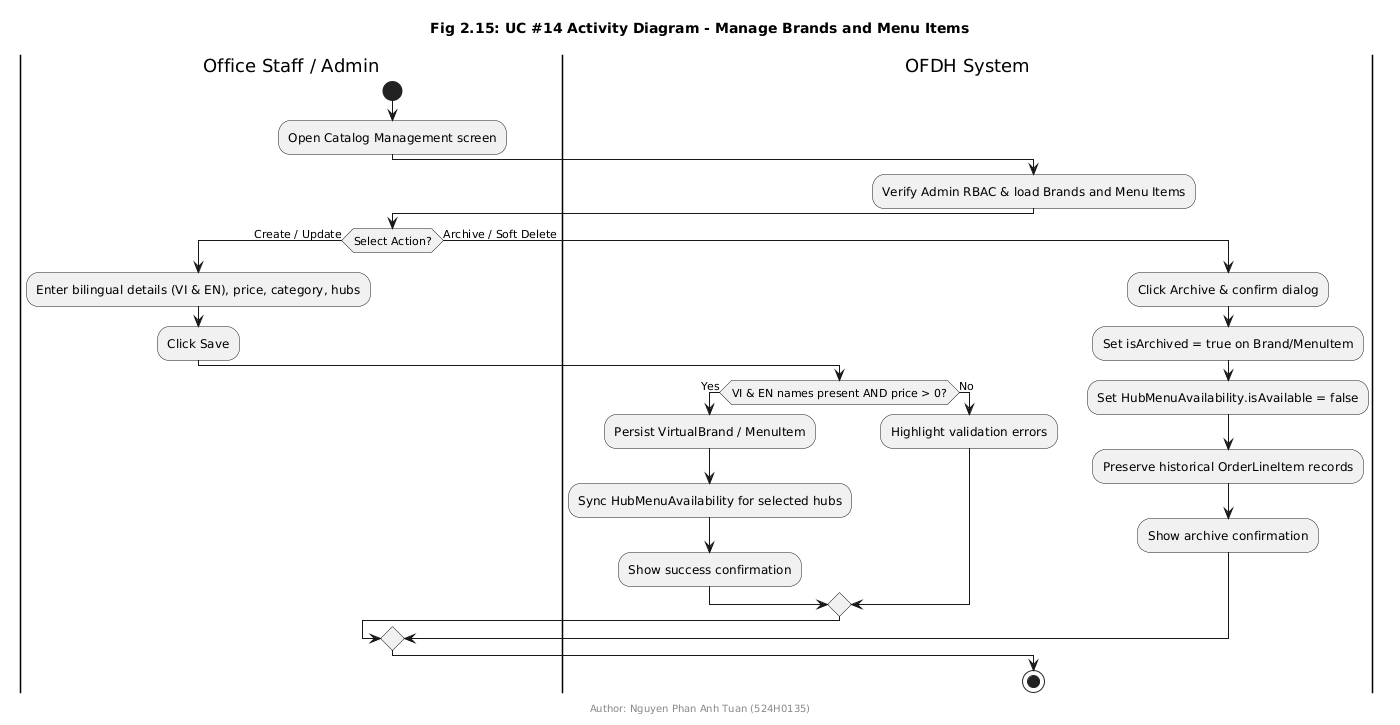 Fig 2.15: UC #14 Activity Diagram - Manage Brands and Menu Items
Office Staff / Admin
OFDH System
Open Catalog Management screen
Verify Admin RBAC & load Brands and Menu Items
Create / Update
Select Action?
Archive / Soft Delete
Enter bilingual details (VI & EN), price, category, hubs
Click Save
Yes
VI & EN names present AND price > 0?
No
Persist VirtualBrand / MenuItem
Sync HubMenuAvailability for selected hubs
Show success confirmation
Highlight validation errors
Click Archive & confirm dialog
Set isArchived = true on Brand/MenuItem
Set HubMenuAvailability.isAvailable = false
Preserve historical OrderLineItem records
Show archive confirmation
Author: Nguyen Phan Anh Tuan (524H0135)